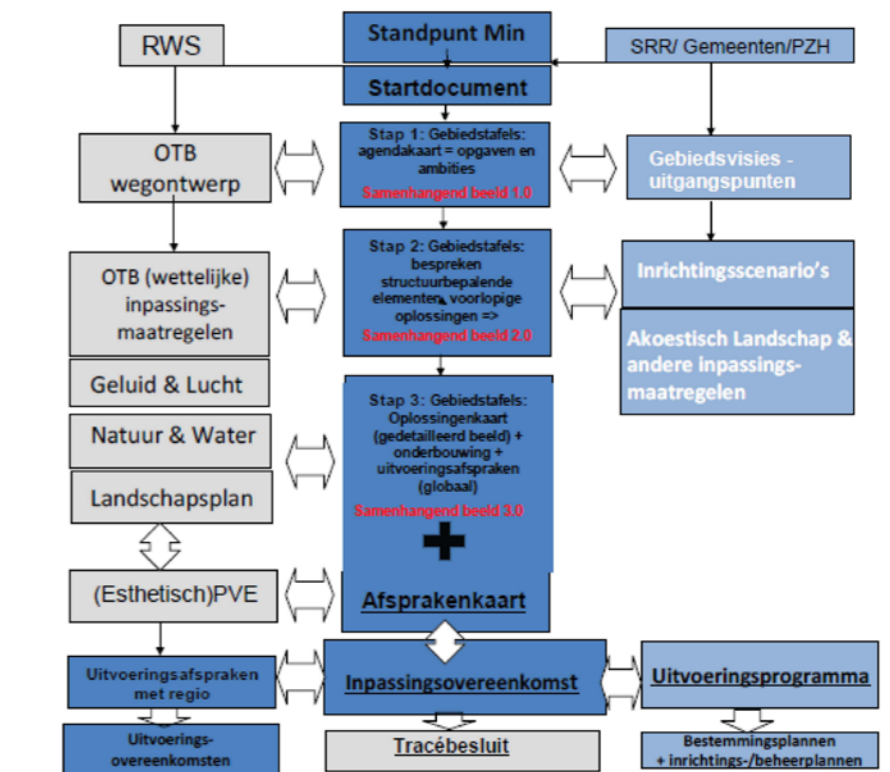 RWS
Standpunt Min
SRR/ Gemeenten/PZH
Startdocument
OTB
wegontwerp
Stap 1: Gebiedstafels:
agendakaart = opgaven en
ambities
Samenhangend beeld 1.0
Gebiedsvisies -
uitgangspunten
OTB (wettelijke)
inpassings-
maatregelen
Stap 2: Gebiedstafels:
bespreken
structuurbepalende
elementen, voorlopige
oplossingen =>
Samenhangend beeld 2.0
Inrichtingsscenario's
Akoestisch Landschap &
andere inpassings-
maatregelen
Geluid & Lucht
Natuur & Water
Landschapsplan
Stap 3: Gebiedstafels:
Oplossingenkaart
(gedetailleerd beeld) +
onderbouwing +
uitvoeringsafspraken
(globaal)
Samenhangend beeld 3.0
(Esthetisch)PVE
Afsprakenkaart
Uitvoeringsafspraken
met regio
Inpassingsovereenkomst
Uitvoeringsprogramma
Uitvoerings-
overeenkomsten
Tracébesluit
Bestemmingsplannen
+ inrichtings-/beheerplannen